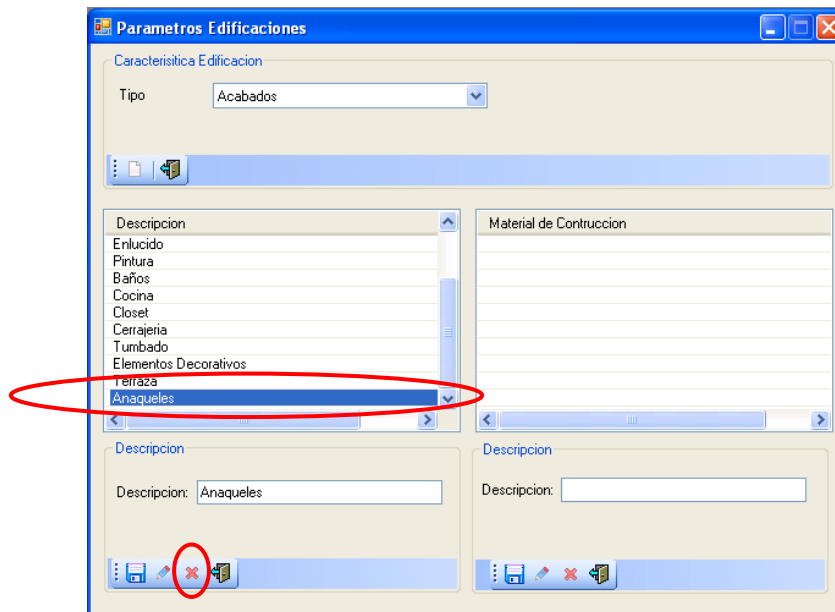 Parametros Edificaciones
Caracterisitica Edificacion
Tipo Acabados
Descripcion
Enlucido
Pintura
Baños
Cocina
Closet
Cerrajeria
Tumbado
Elementos Decorativos
Terraza
Anaqueles
Material de Contruccion
Descripcion
Descripcion: Anaqueles
Descripcion
Descripcion: